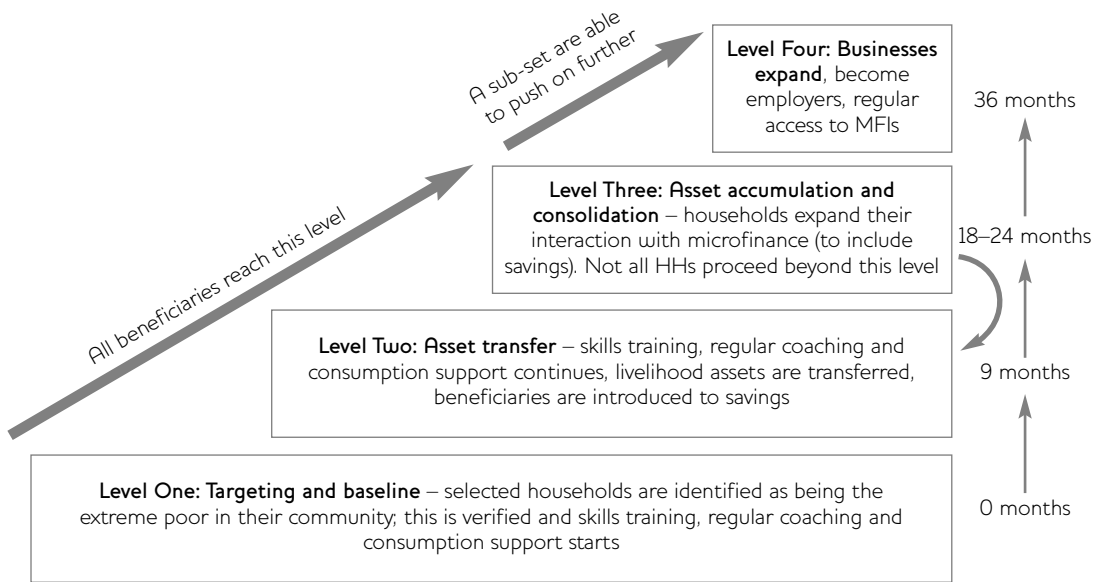 A sub-set are able
to push on further
All beneficiaries reach this level
Level Four: Businesses
expand, become
employers, regular
access to MFIs
36 months
Level Three: Asset accumulation and
consolidation – households expand their
interaction with microfinance (to include
savings). Not all HHs proceed beyond this level
18–24 months
Level Two: Asset transfer – skills training, regular coaching and
consumption support continues, livelihood assets are transferred,
beneficiaries are introduced to savings
9 months
Level One: Targeting and baseline – selected households are identified as being the
extreme poor in their community; this is verified and skills training, regular coaching and
consumption support starts
0 months